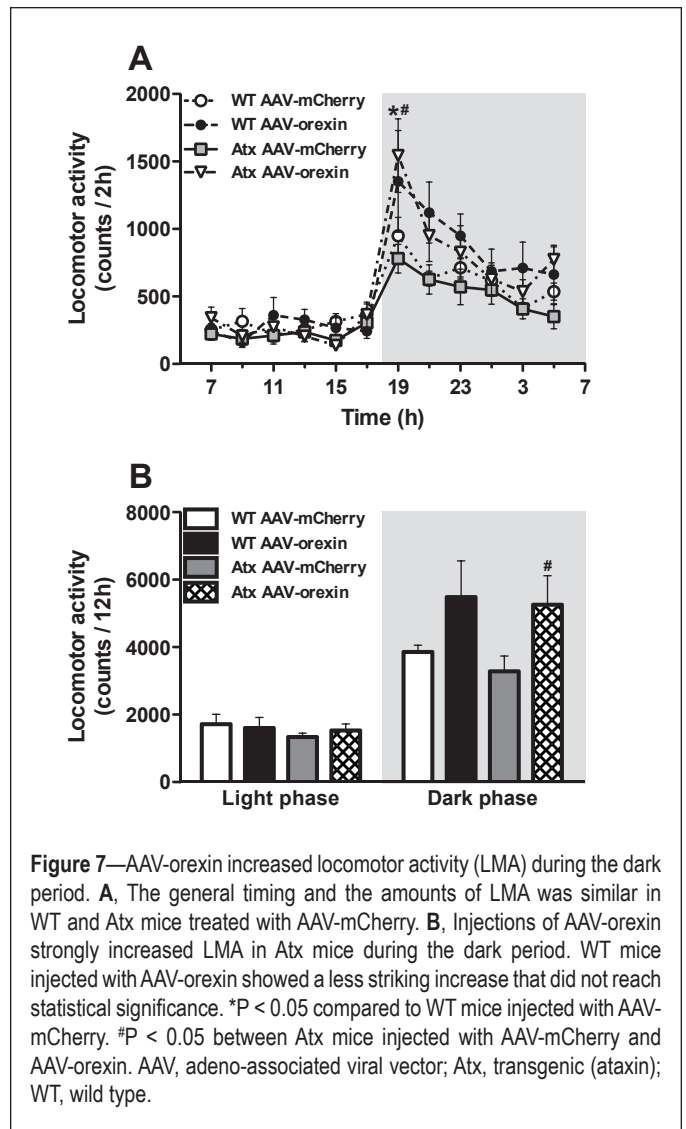 A
2000
1500
1000
500
0
Locomotor activity
(counts / 2h)
WT AAV-mCherry
WT AAV-orexin
Atx AAV-mCherry
Atx AAV-orexin
*#
7 11 15 19 23 3 7
Time (h)
B
8000
6000
4000
2000
0
Locomotor activity
(counts / 12h)
WT AAV-mCherry
WT AAV-orexin
Atx AAV-mCherry
Atx AAV-orexin
#
Light phase Dark phase
Figure 7—AAV-orexin increased locomotor activity (LMA) during the dark
period. A, The general timing and the amounts of LMA was similar in
WT and Atx mice treated with AAV-mCherry. B, Injections of AAV-orexin
strongly increased LMA in Atx mice during the dark period. WT mice
injected with AAV-orexin showed a less striking increase that did not reach
statistical significance. *P < 0.05 compared to WT mice injected with AAV-
mCherry. #P < 0.05 between Atx mice injected with AAV-mCherry and
AAV-orexin. AAV, adeno-associated viral vector; Atx, transgenic (ataxin);
WT, wild type.